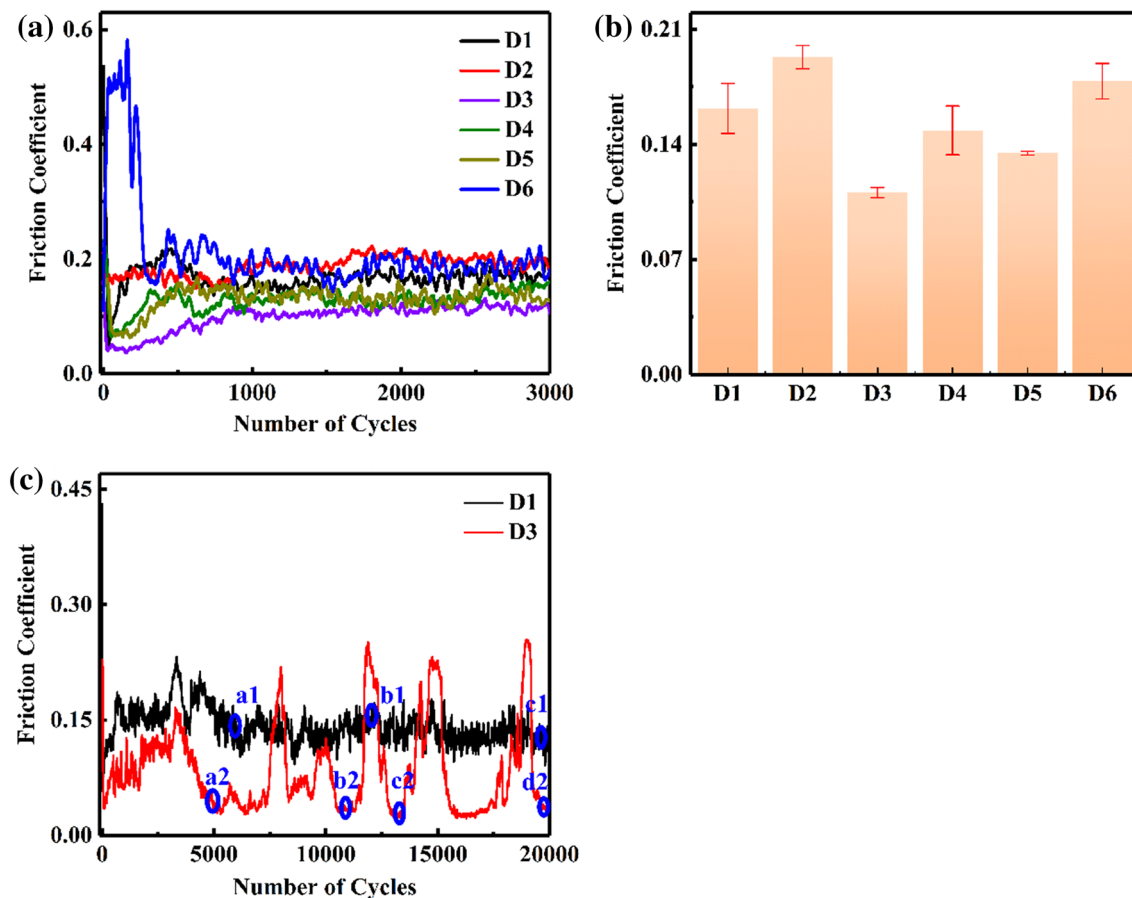 (a)
Friction Coefficient
0.6
0.4
0.2
0.0
D1
D2
D3
D4
D5
D6
0
1000
2000
3000
Number of Cycles
(b)
Friction Coefficient
0.21
0.14
0.07
0.00
D1
D2
D3
D4
D5
D6
(c)
Friction Coefficient
0.45
0.30
0.15
0.00
D1
D3
a1
b1
c1
a2
b2
c2
d2
0
5000
10000
15000
20000
Number of Cycles